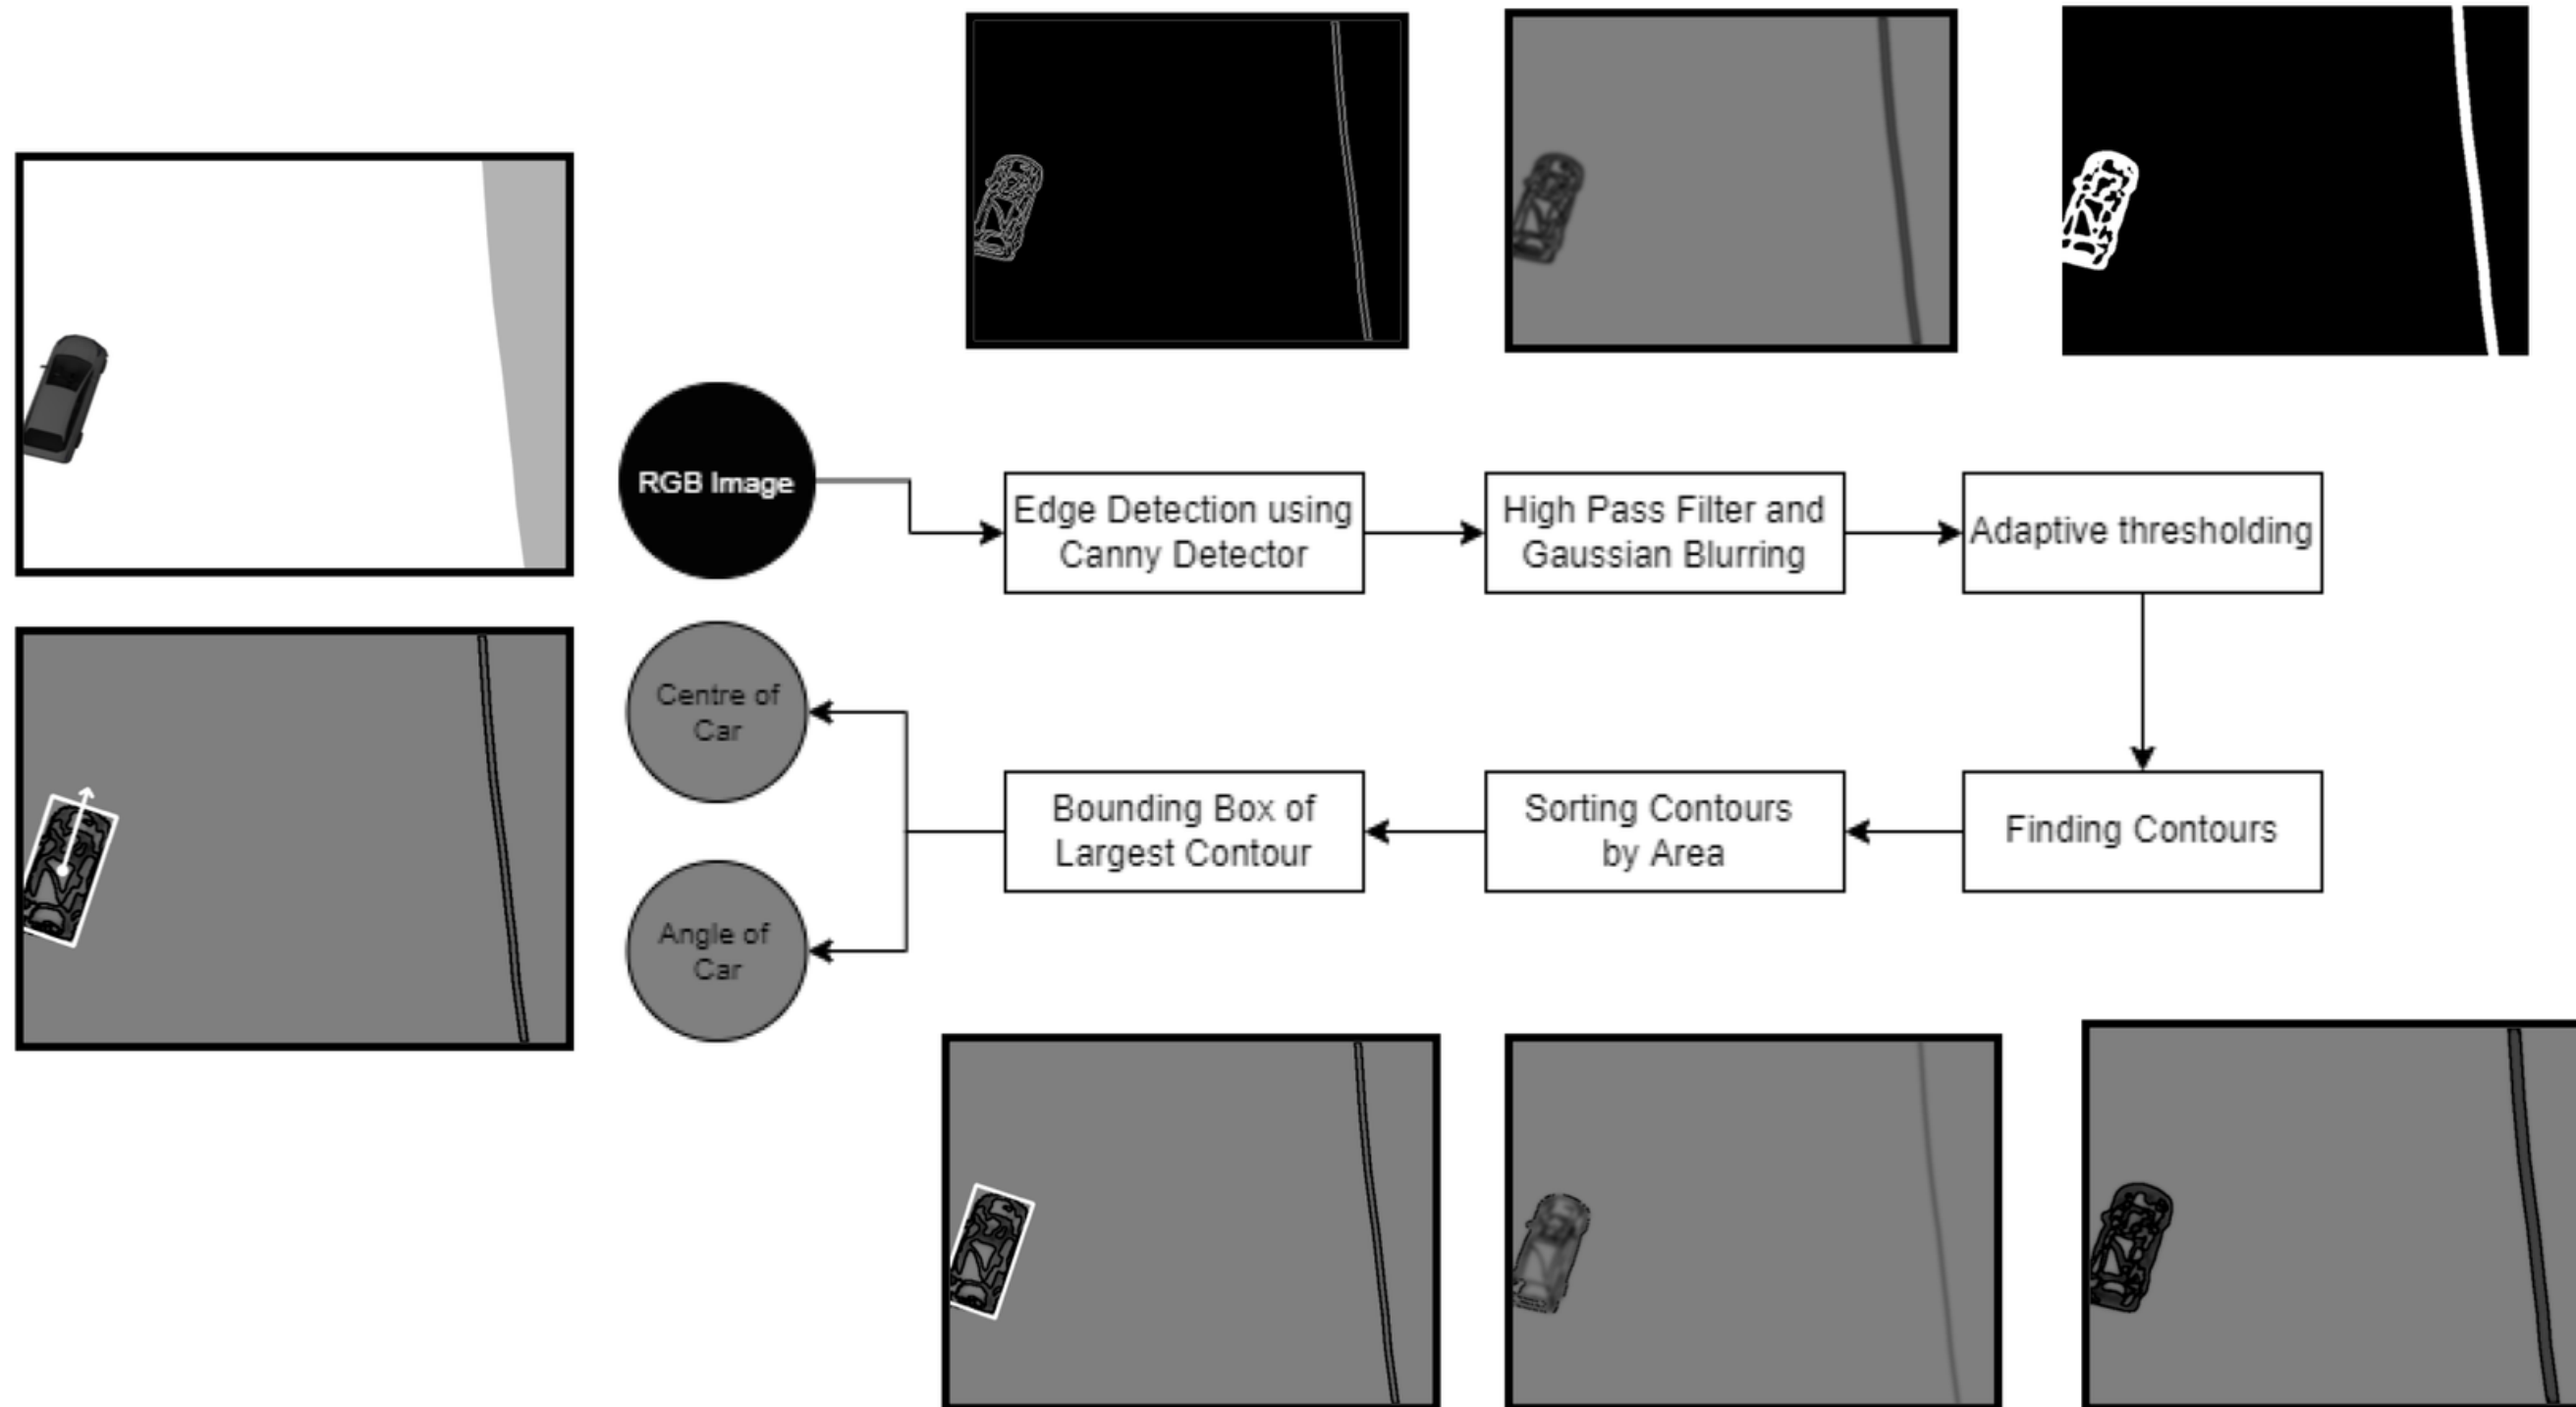 RGB Image
Edge Detection using
Canny Detector
High Pass Filter and
Gaussian Blurring
Adaptive thresholding
Finding Contours
Sorting Contours
by Area
Bounding Box of
Largest Contour
Centre of
Car
Angle of
Car